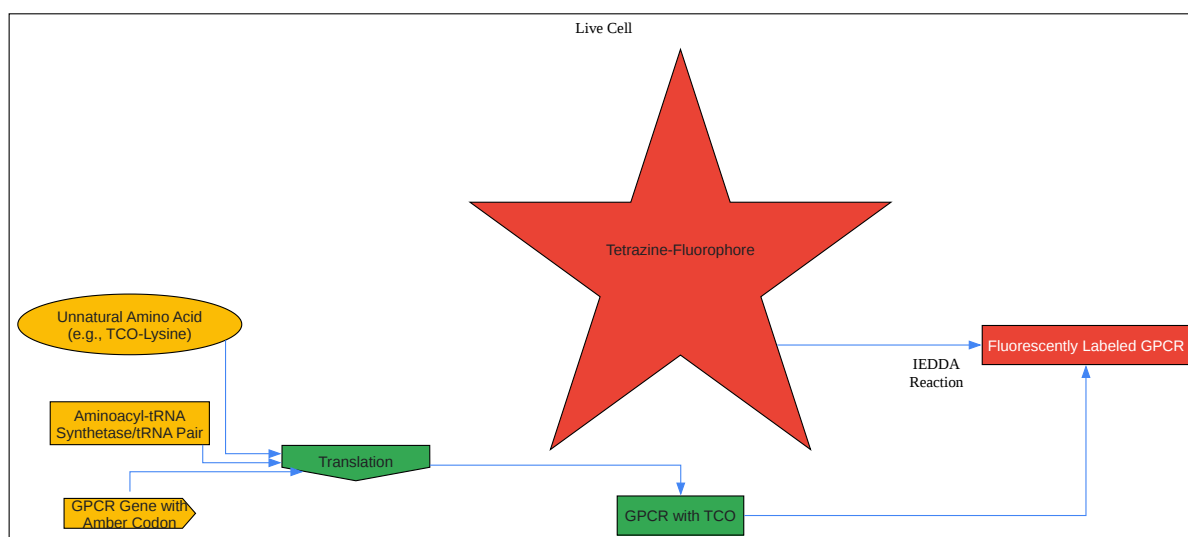 Live Cell
Tetrazine-Fluorophore
Unnatural Amino Acid
(e.g., TCO-Lysine)
Fluorescently Labeled GPCR
IEDDA
Reaction
Aminoacyl-tRNA
Synthetase/tRNA Pair
Translation
GPCR Gene with
Amber Codon
GPCR with TCO